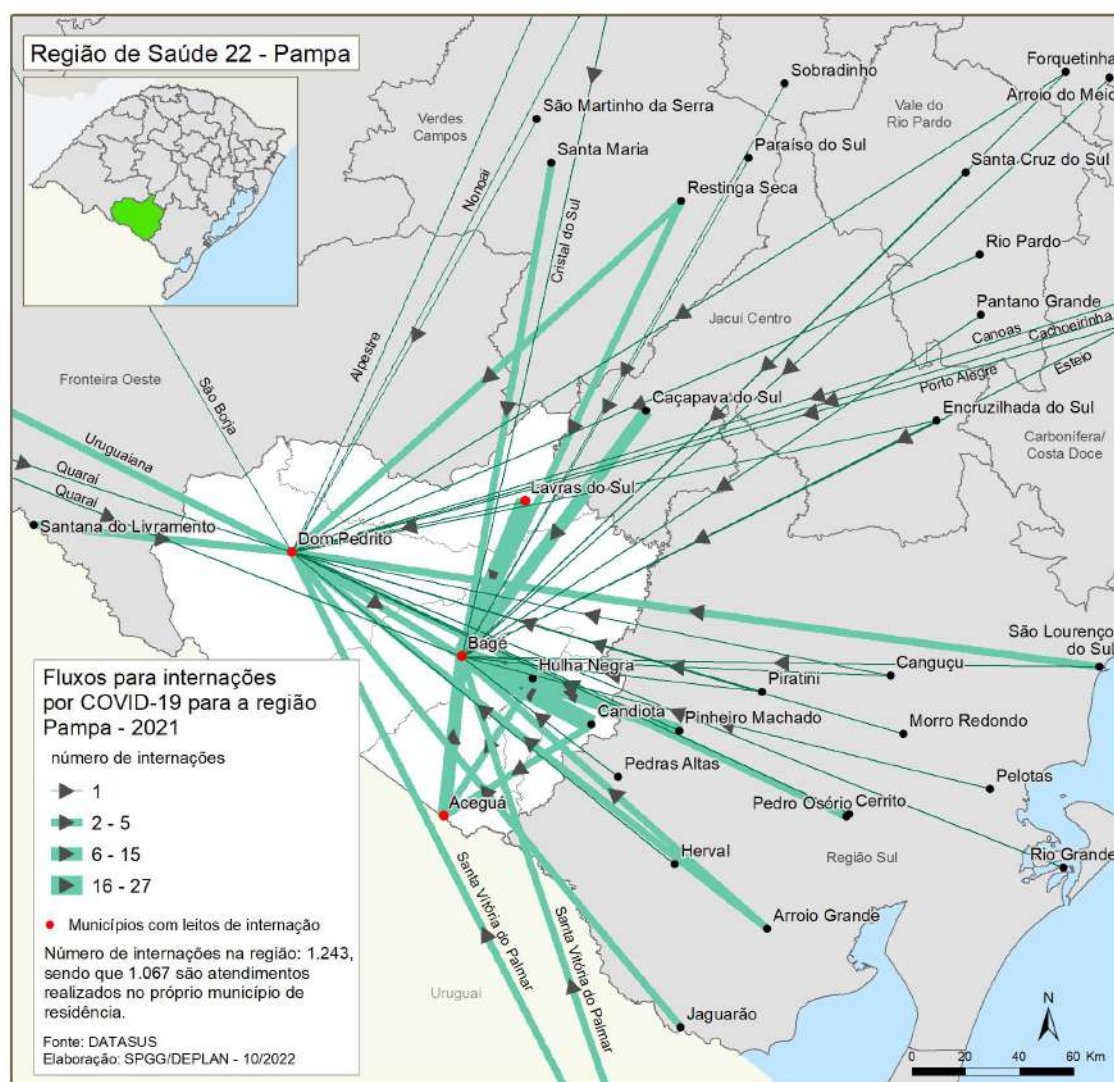 Região de Saúde 22 - Pampa
Verdes
Campos
São Martinho da Serra
Santa Maria
Sobradinho
Paraíso do Sul
Restinga Seca
Vale do
Rio Pardo
Forquetinha
Arroio do Meio
Santa Cruz do Sul
Rio Pardo
Pantano Grande
Nonoai
Cristal do Sul
Alpestre
São Borja
Jacuí Centro
Canoas
Cachoeirinha
Porto Alegre
Esteio
Fronteira Oeste
Caçapava do Sul
Encruzilhada do Sul
Carbonífera/
Costa Doce
Uruguaiana
Quaraí
Quaraí
Santana do Livramento
Lavras do Sul
Dom Pedrito
Bagé
Hulha Negra
Candiota
Aceguá
São Lourenço
do Sul
Canguçu
Piratini
Pinheiro Machado
Morro Redondo
Pedras Altas
Pelotas
Pedro Osório
Cerrito
Herval
Região Sul
Rio Grande
Arroio Grande
Jaguarão
Santa Vitória do Palmar
Santa Vitória do Palmar
Uruguai
Fluxos para internações
por COVID-19 para a região
Pampa - 2021
número de internações
1
2 - 5
6 - 15
16 - 27
Municípios com leitos de internação
Número de internações na região: 1.243,
sendo que 1.067 são atendimentos
realizados no próprio município de
residência.
Fonte: DATASUS
Elaboração: SPGG/DEPLAN - 10/2022
N
0 20 40 60 Km